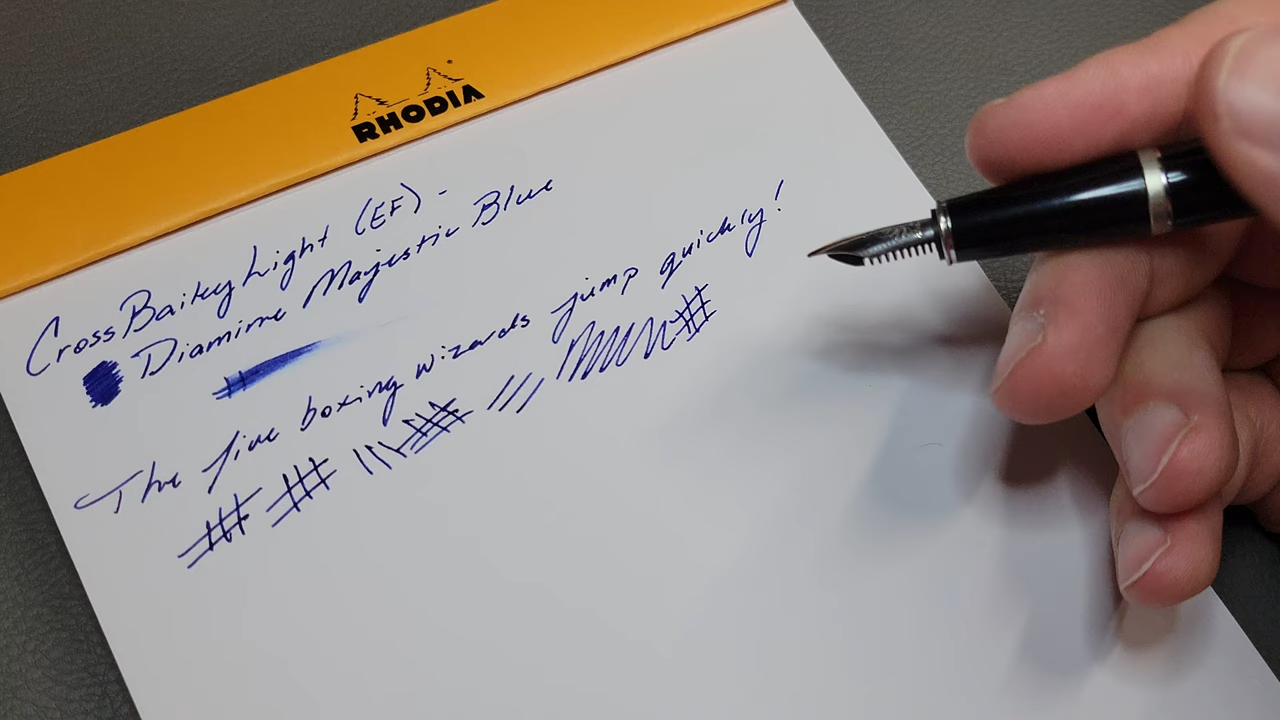 RHODIA
Cross Bailey Light (EF) -
Diamine Majestic Blue
The five boxing wizards jump quickly!